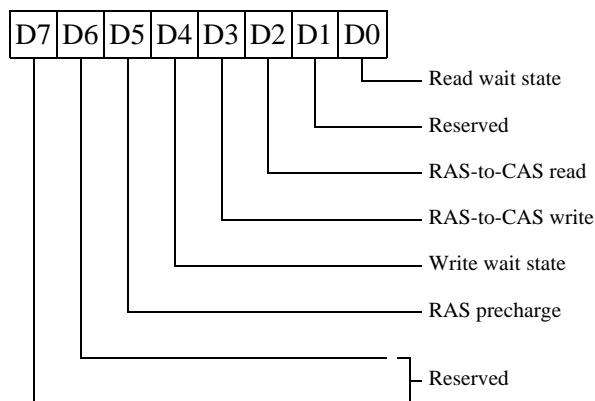 D7 D6 D5 D4 D3 D2 D1 D0
Read wait state
Reserved
RAS-to-CAS read
RAS-to-CAS write
Write wait state
RAS precharge
Reserved